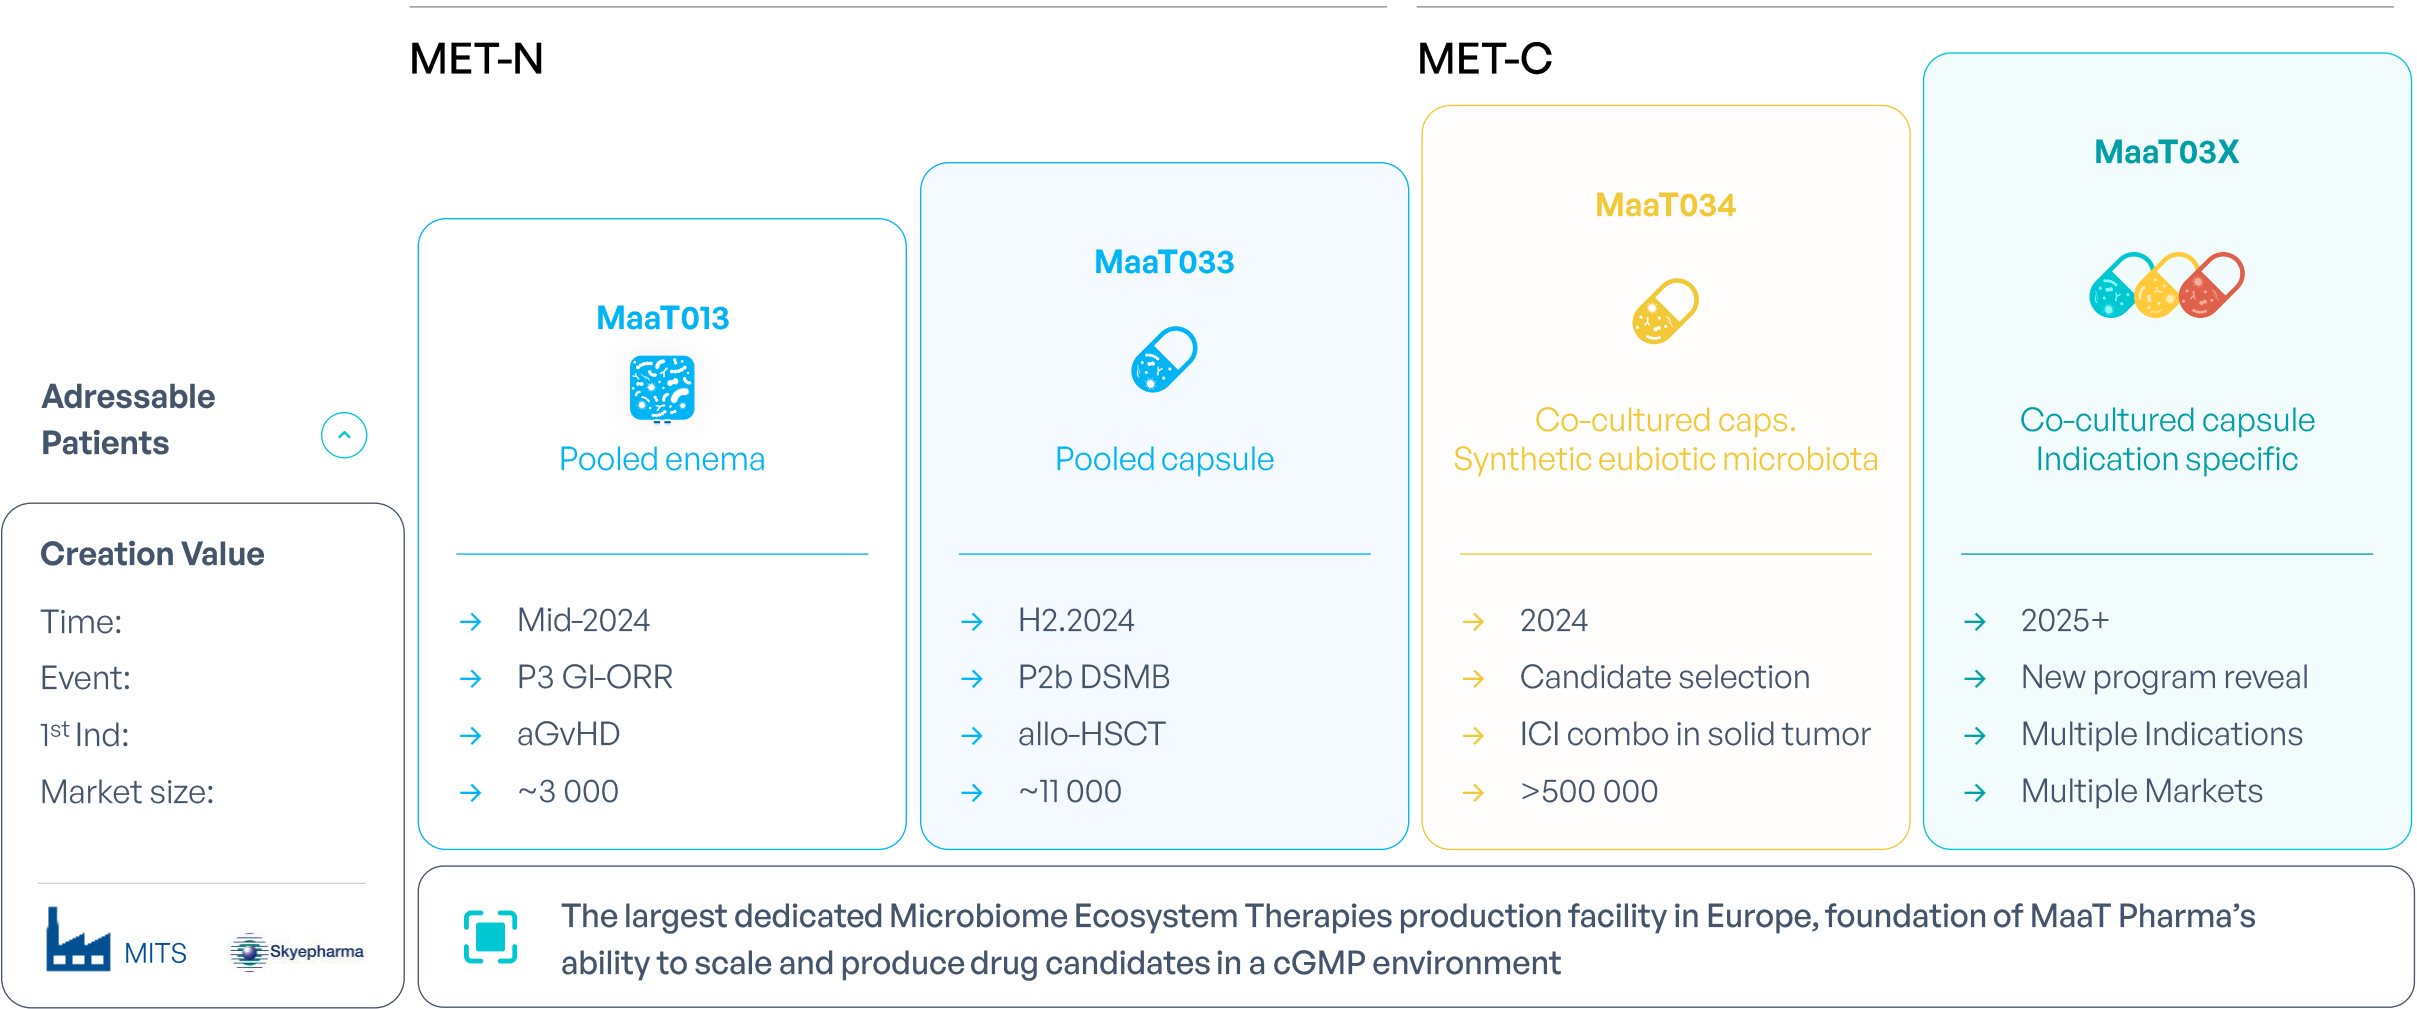 MET-N
MET-C
Adressable
Patients
Creation Value
Time:
Event:
1st Ind:
Market size:
MITS
Skyepharma
MaaT013
Pooled enema
Mid-2024
P3 GI-ORR
aGvHD
~3 000
MaaT033
Pooled capsule
H2.2024
P2b DSMB
allo-HSCT
~11 000
MaaT034
Co-cultured caps.
Synthetic eubiotic microbiota
2024
Candidate selection
ICI combo in solid tumor
>500 000
MaaT03X
Co-cultured capsule
Indication specific
2025+
New program reveal
Multiple Indications
Multiple Markets
The largest dedicated Microbiome Ecosystem Therapies production facility in Europe, foundation of MaaT Pharma’s
ability to scale and produce drug candidates in a cGMP environment